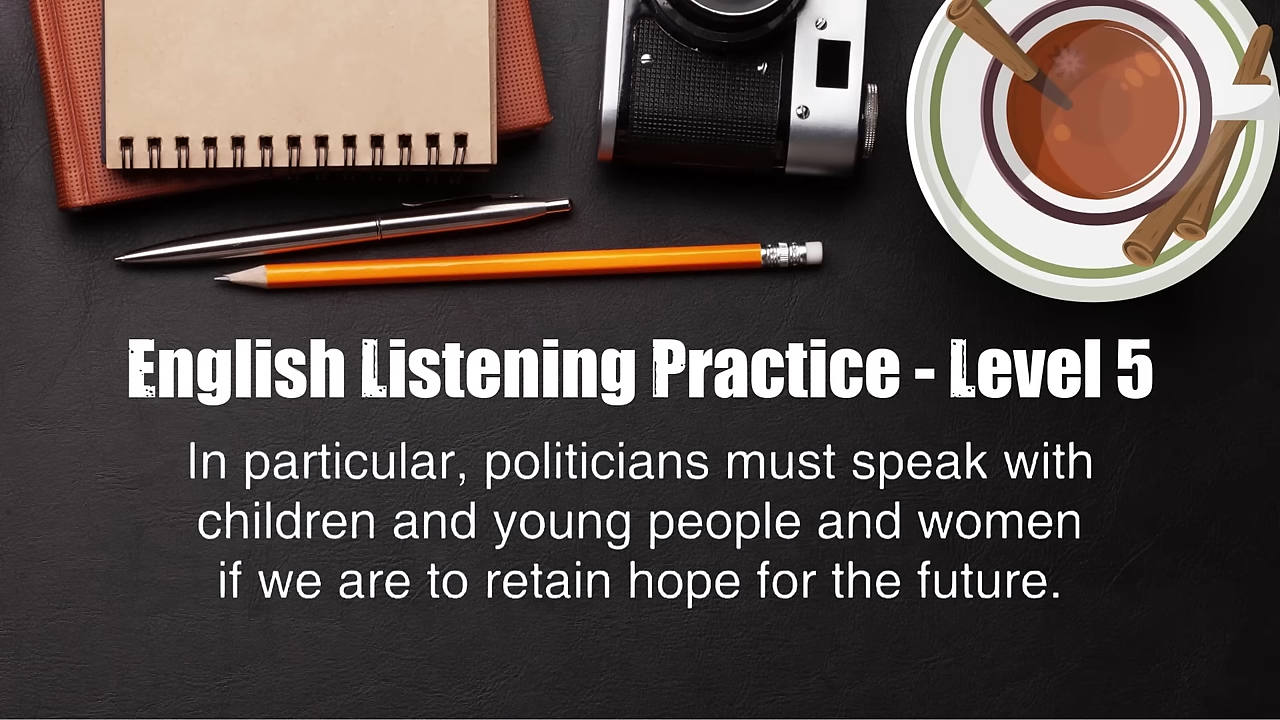 English Listening Practice - Level 5
In particular, politicians must speak with
children and young people and women
if we are to retain hope for the future.